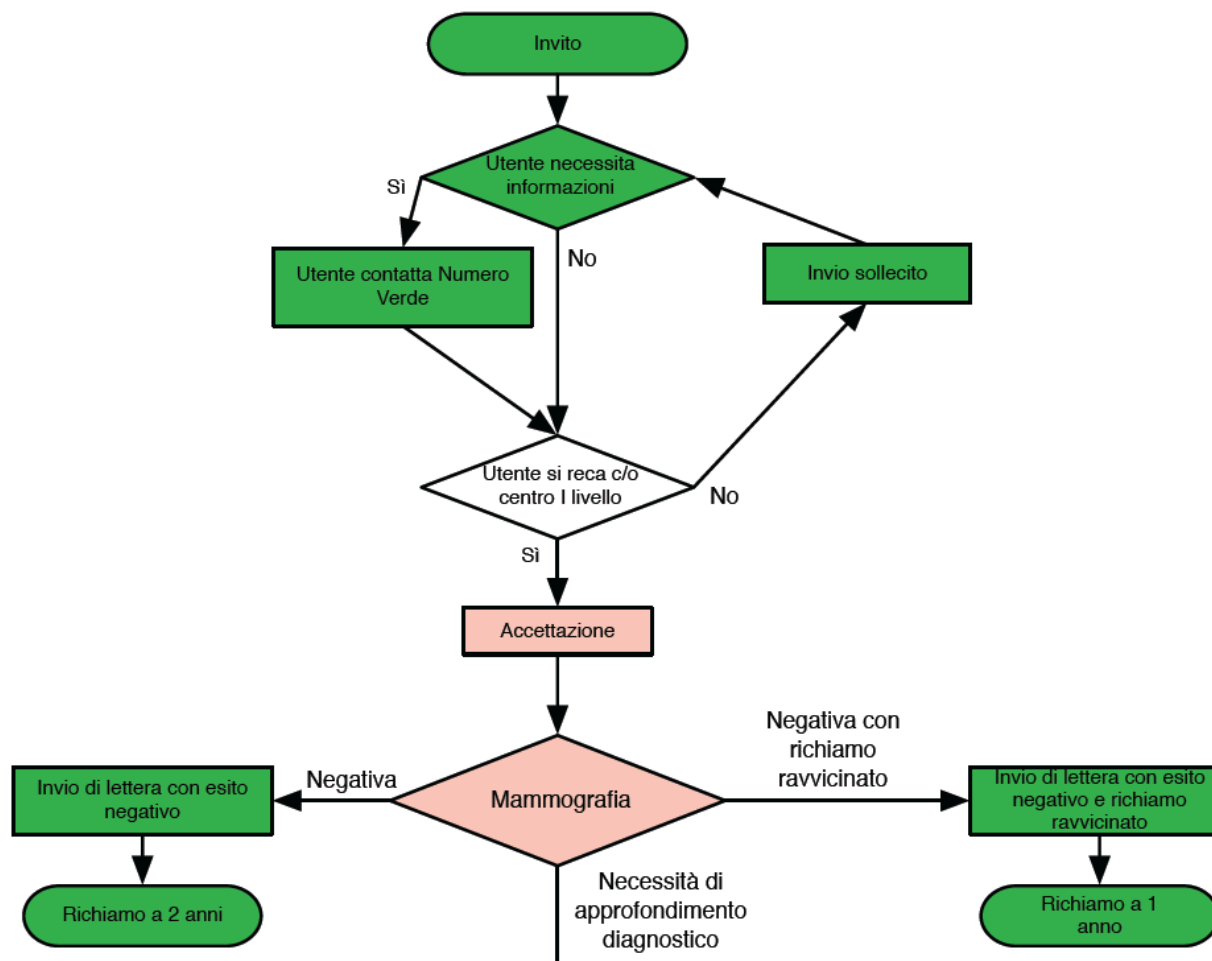 Invito
Utente necessita
informazioni
Sì
No
Utente contatta Numero
Verde
Invio sollecito
Utente si reca c/o
centro I livello
No
Sì
Accettazione
Negativa con
richiamo
ravvicinato
Negativa
Mammografia
Invio di lettera con esito
negativo
Invio di lettera con esito
negativo e richiamo
ravvicinato
Necessità di
approfondimento
diagnostico
Richiamo a 2 anni
Richiamo a 1
anno